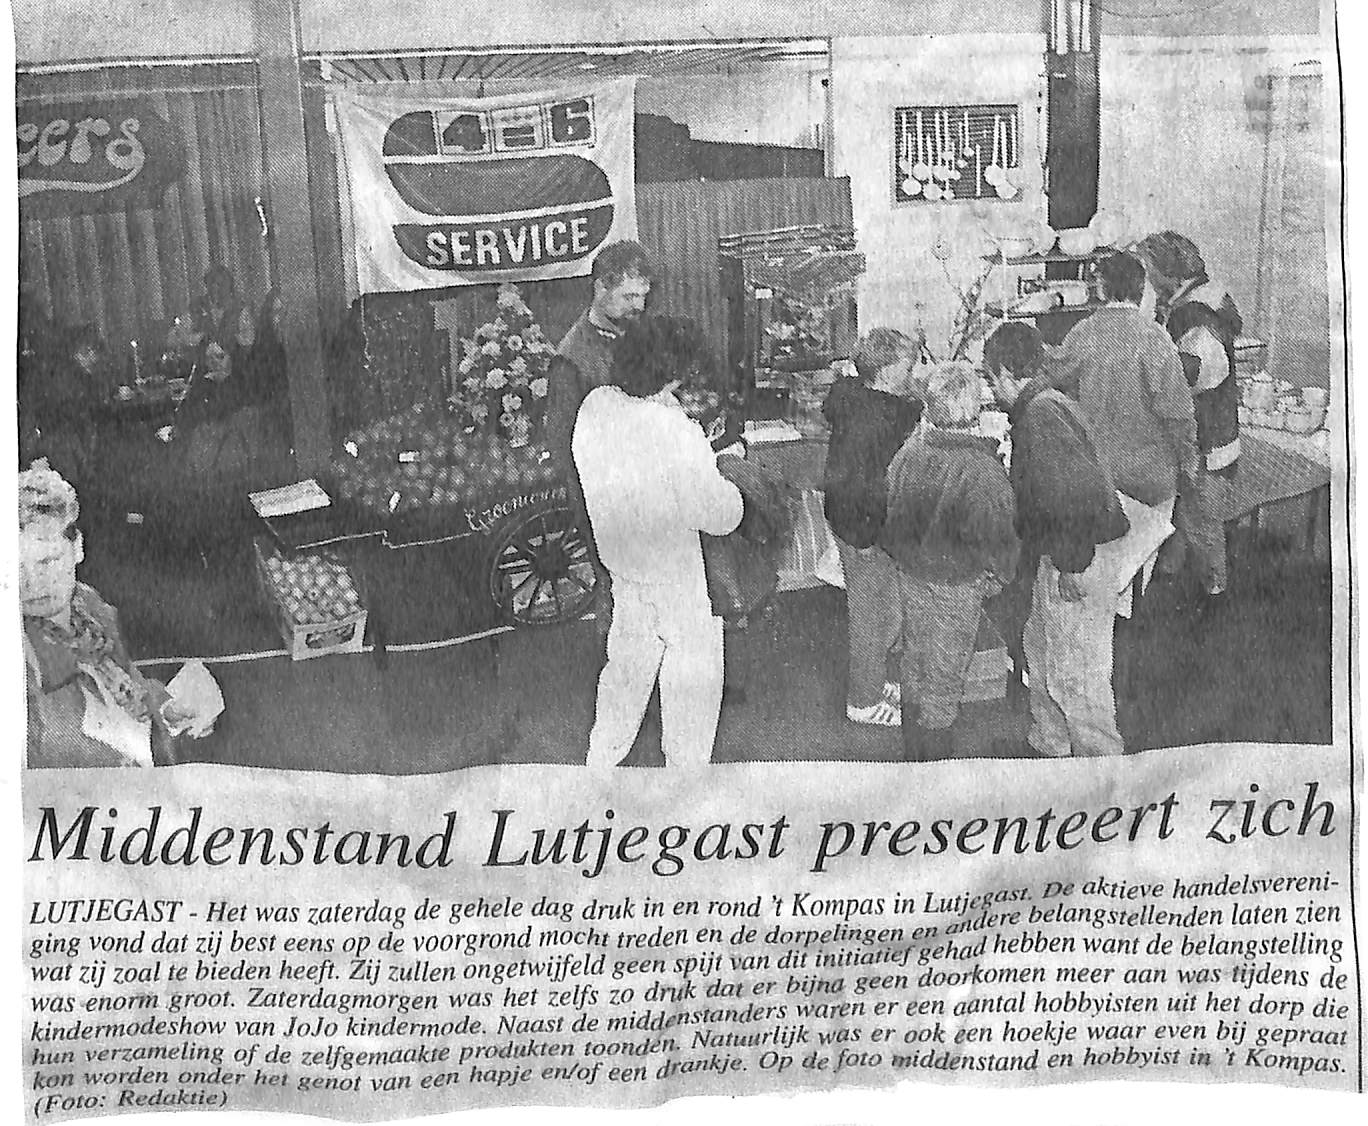 eers
SERVICE
Middenstand Lutjegast presenteert zich
LUTJEGAST - Het was zaterdag de gehele dag druk in en rond 't Kompas in Lutjegast. De aktieve handelsvereni-
ging vond dat zij best eens op de voorgrond mocht treden en de dorpelingen en andere belangstellenden laten zien
wat zij zoal te bieden heeft. Zij zullen ongetwijfeld geen spijt van dit initiatief gehad hebben want de belangstelling
was enorm groot. Zaterdagmorgen was het zelfs zo druk dat er bijna geen doorkomen meer aan was tijdens de
kindermodeshow van JoJo kindermode. Naast de middenstanders waren er een aantal hobbyisten uit het dorp die
hun verzameling of de zelfgemaakte produkten toonden. Natuurlijk was er ook een hoekje waar even bij gepraat
kon worden onder het genot van een hapje en/of een drankje. Op de foto middenstand en hobbyist in 't Kompas.
(Foto: Redaktie)